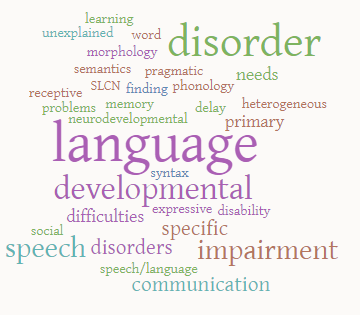 learning
unexplained word
disorder
morphology
semantics pragmatic needs
SLCN finding phonology
receptive
problems memory delay heterogeneous
neurodevelopmental primary
language
syntax
developmental
difficulties expressive disability
social specific
speech disorders impairment
speech/language
communication